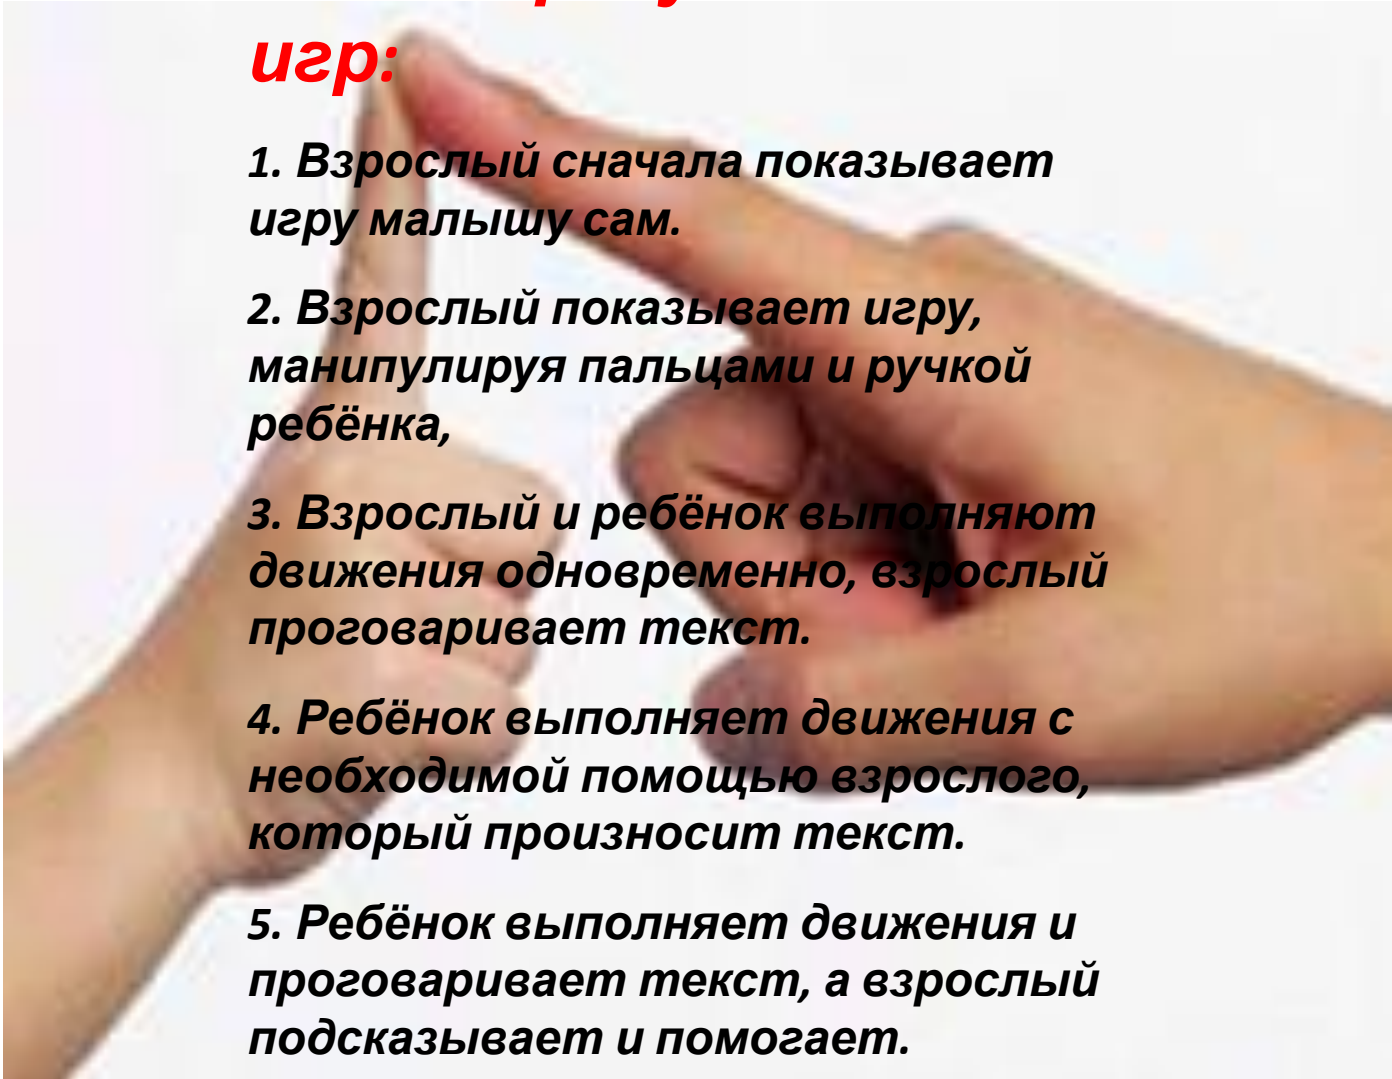 игр:
1. Взрослый сначала показывает
игру малышу сам.
2. Взрослый показывает игру,
манипулируя пальцами и ручкой
ребёнка,
3. Взрослый и ребёнок выполняют
движения одновременно, взрослый
проговаривает текст.
4. Ребёнок выполняет движения с
необходимой помощью взрослого,
который произносит текст.
5. Ребёнок выполняет движения и
проговаривает текст, а взрослый
подсказывает и помогает.